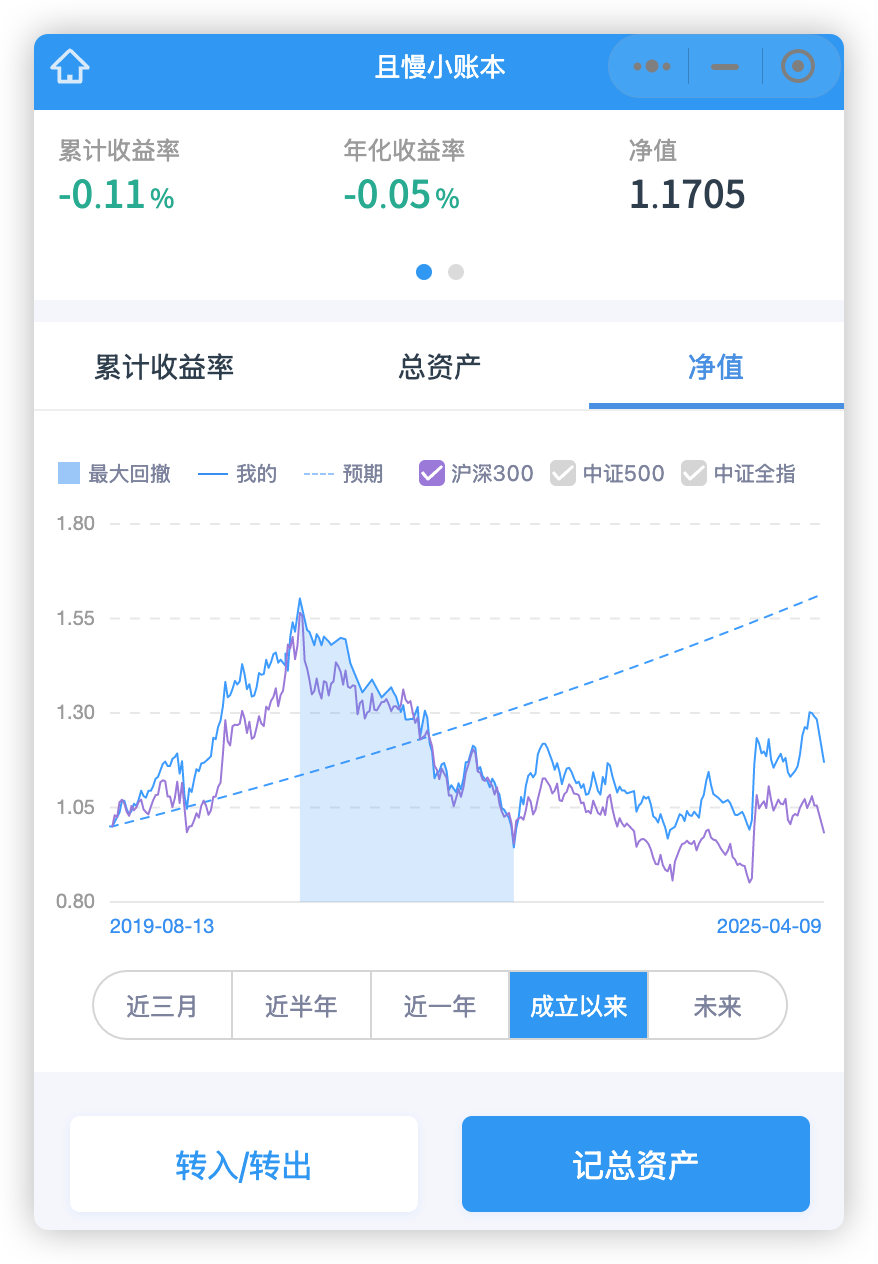 且慢小账本
累计收益率 年化收益率 净值
-0.11% -0.05% 1.1705
累计收益率 总资产 净值
最大回撤 我的 预期 沪深300 中证500 中证全指
1.80
1.55
1.30
1.05
0.80
2019-08-13 2025-04-09
近三月 近半年 近一年 成立以来 未来
转入/转出 记总资产